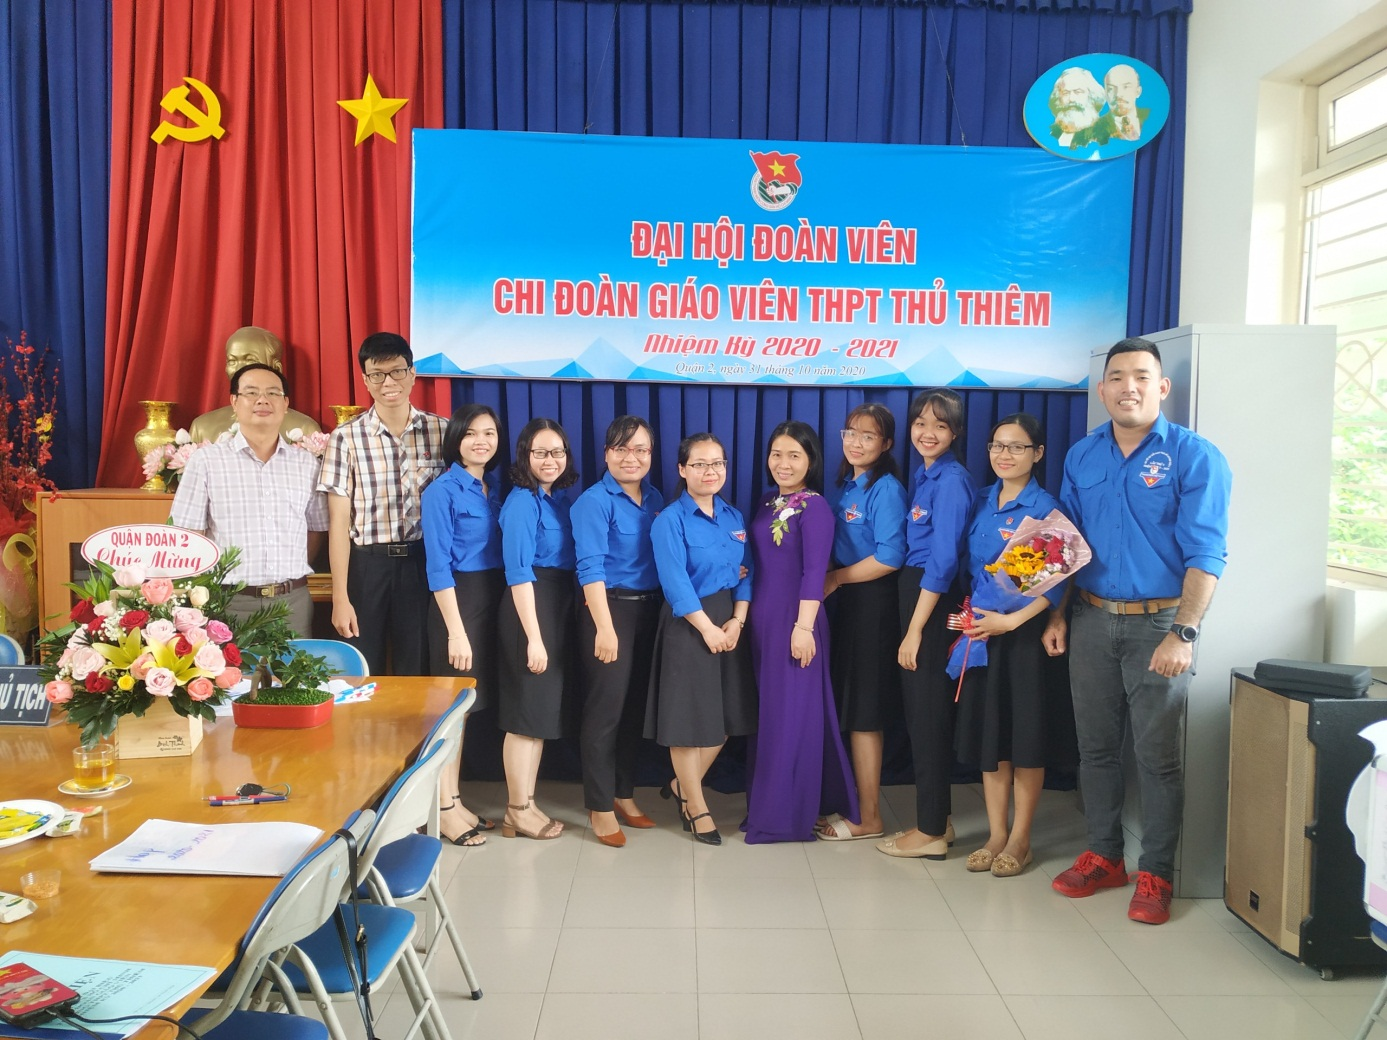 ĐẠI HỘI ĐOÀN VIÊN
CHI ĐOÀN GIÁO VIÊN THPT THỦ THIÊM
Nhiệm Kỳ 2020 - 2021
Quận 2, ngày 31 tháng 10 năm 2020
QUẬN ĐOÀN 2
Chúc Mừng
Ủ TỊCH